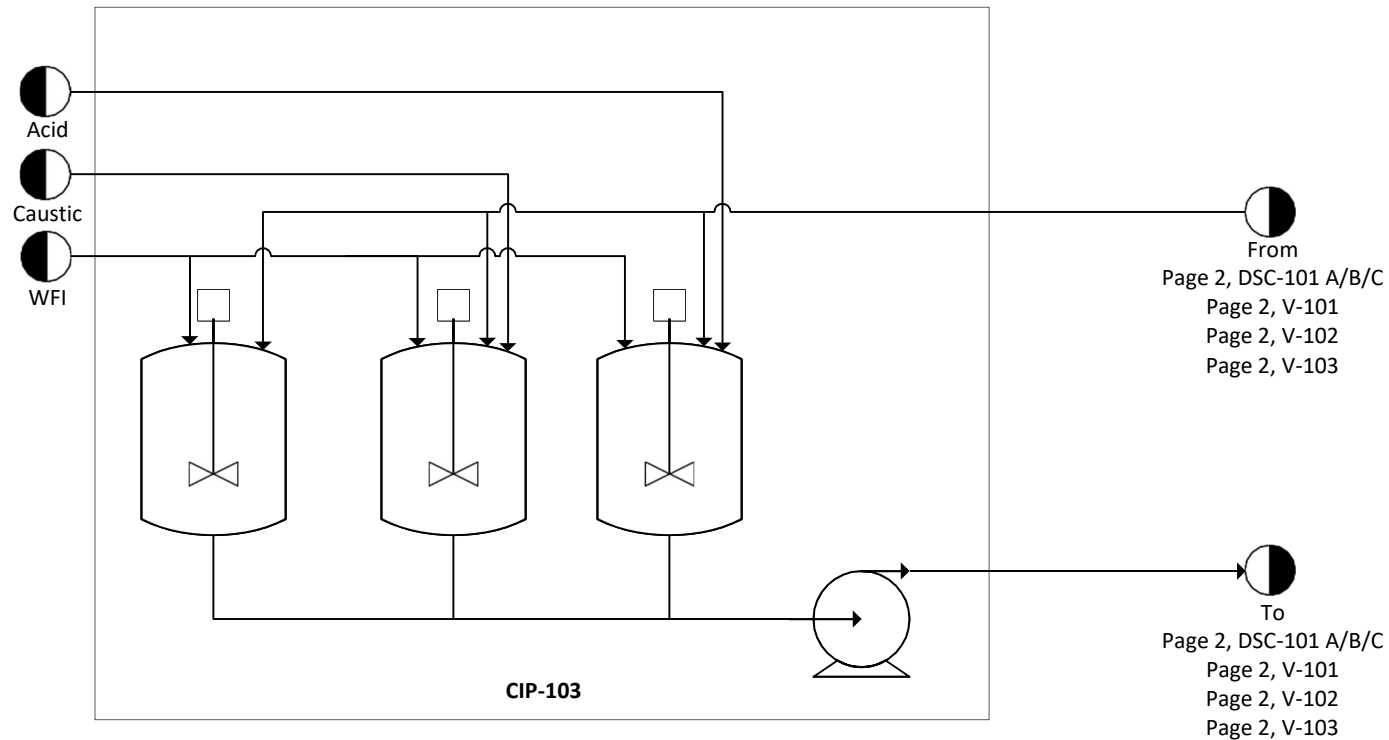 Acid
Caustic
WFI
From
Page 2, DSC-101 A/B/C
Page 2, V-101
Page 2, V-102
Page 2, V-103
To
Page 2, DSC-101 A/B/C
Page 2, V-101
Page 2, V-102
Page 2, V-103
CIP-103